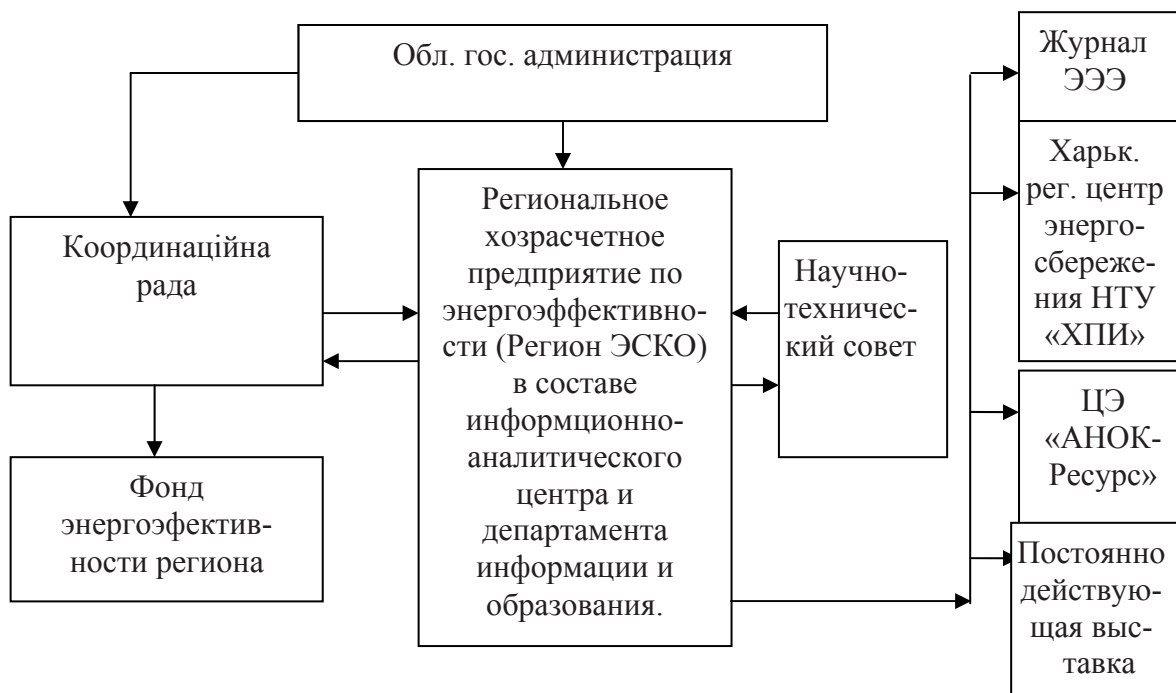 Обл. гос. администрация
Координаційна
рада
Фонд
энергоэфектив-
ности региона
Региональное
хозрасчетное
предприятие по
энергоэффективно-
сти (Регион ЭСКО)
в составе
информционно-
аналитического
центра и
департамента
информации и
образования.
Научно-
техничес-
кий совет
Журнал
ЭЭЭ
Харьк.
рег. центр
энерго-
сбереже-
ния НТУ
«ХПИ»
ЦЭ
«АНОК-
Ресурс»
Постоянно
действую-
щая выс-
тавка